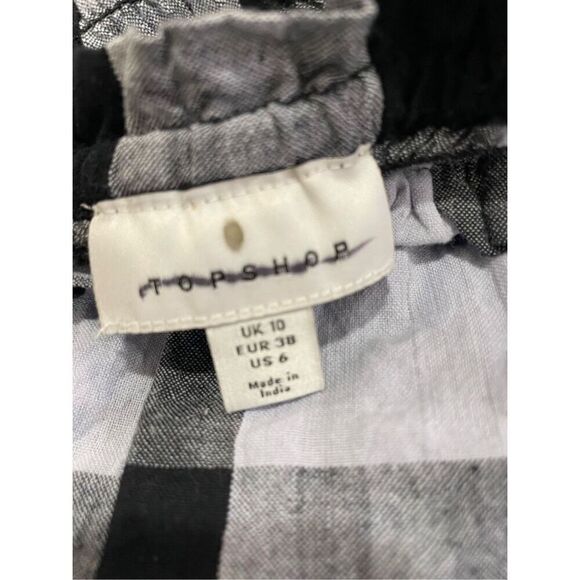 TOPSHOP
UK 10
EUR 38
US 6
Made in
India